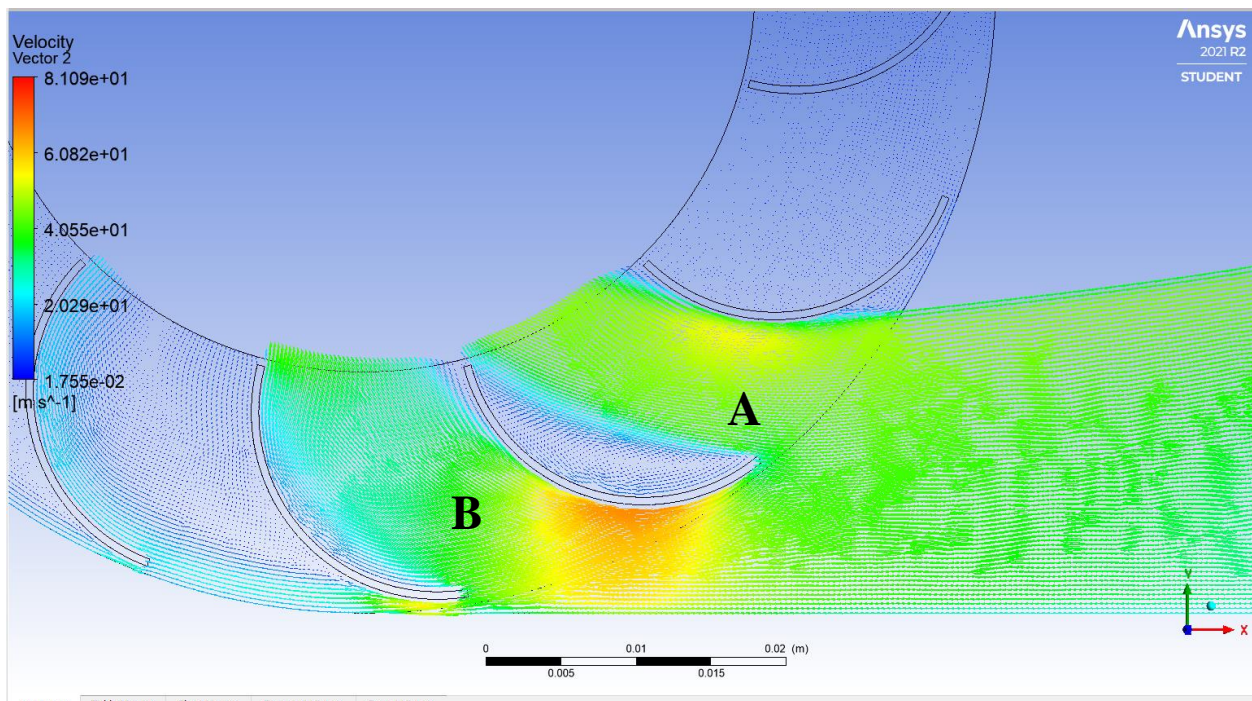 Velocity
Vector 2
8.109e+01
6.082e+01
4.055e+01
2.029e+01
1.755e-02
[m s^-1]
Ansys
2021 R2
STUDENT
A
B
Y
X
0 0.01 0.02 (m)
0.005 0.015